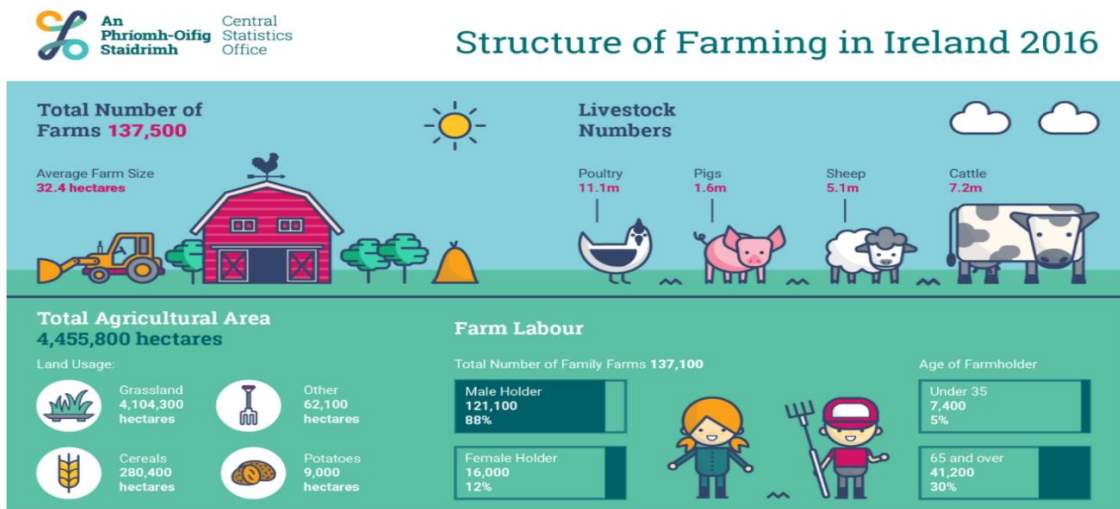 An
Phríomh-Oifig
Staidrimh
Central
Statistics
Office
Structure of Farming in Ireland 2016
Total Number of
Farms 137,500
Average Farm Size
32.4 hectares
Livestock
Numbers
Poultry
11.1m
Pigs
1.6m
Sheep
5.1m
Cattle
7.2m
Total Agricultural Area
4,455,800 hectares
Land Usage:
Grassland
4,104,300
hectares
Other
62,100
hectares
Cereals
280,400
hectares
Potatoes
9,000
hectares
Farm Labour
Total Number of Family Farms 137,100
Male Holder
121,100
88%
Female Holder
16,000
12%
Age of Farmholder
Under 35
7,400
5%
65 and over
41,200
30%